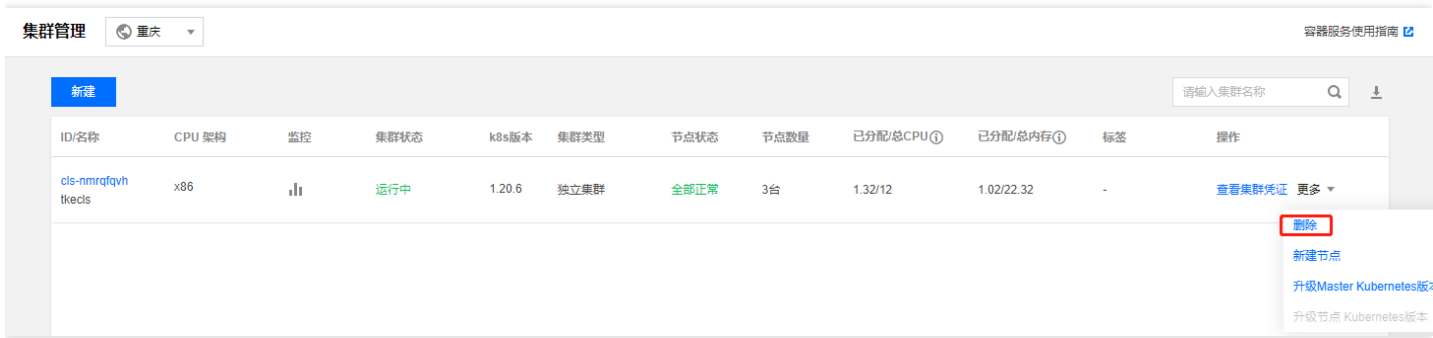 集群管理 重庆 容器服务使用指南
新建 请输入集群名称
ID/名称 CPU 架构 监控 集群状态 k8s版本 集群类型 节点状态 节点数量 已分配/总CPU 已分配/总内存 标签 操作
cls-nmrqfqvh
tkecls
x86 运行中 1.20.6 独立集群 全部正常 3台 1.32/12 1.02/22.32 - 查看集群凭证 更多
删除
新建节点
升级Master Kubernetes版本
升级节点 Kubernetes版本